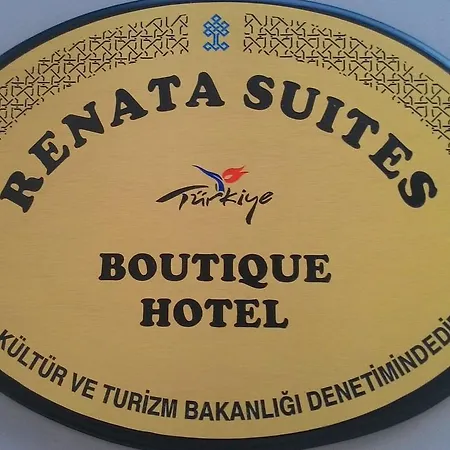 RENATA SUITES
Türkiye
BOUTIQUE
HOTEL
KÜLTÜR VE TURİZM BAKANLIĞI DENETİMİNDEDİR